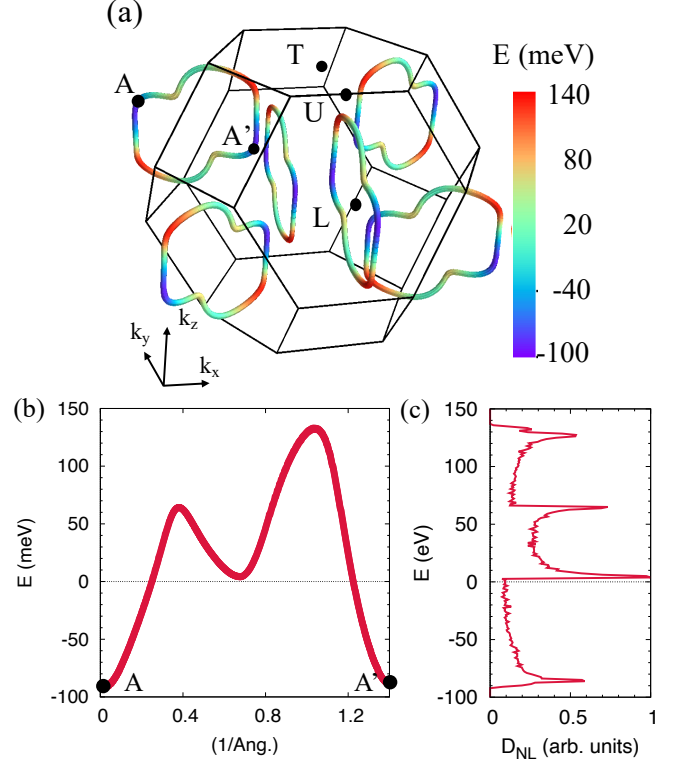 (a)
T
E (meV)
A
140
U
A'
80
L
20
-40
k_z
k_y
k_x
-100
(b)
(c)
150
100
50
0
-50
-100
E (meV)
A
A'
0
0.4
0.8
1.2
(1/Ang.)
150
100
50
0
-50
-100
E (eV)
0
0.5
1
D_NL (arb. units)